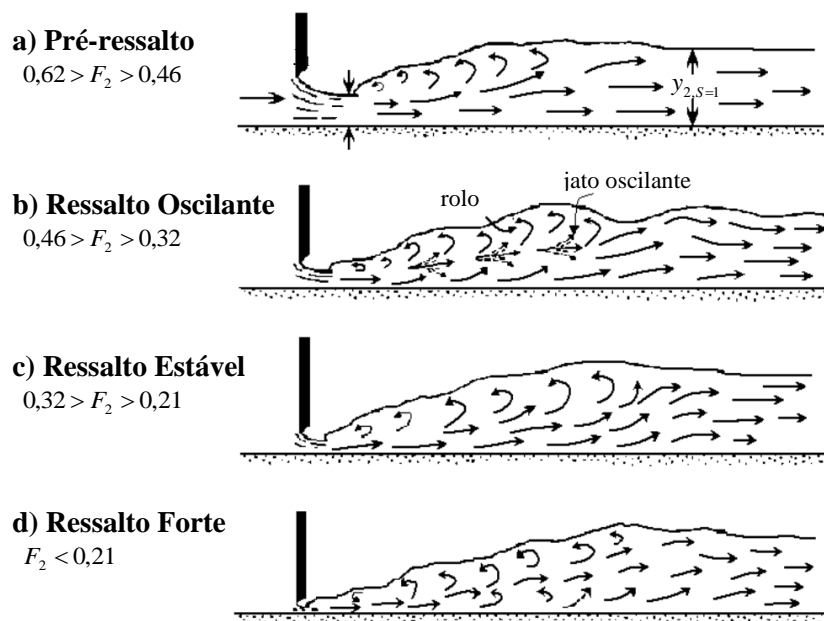 a) Pré-ressalto
0,62 > F₂ > 0,46
y₂,S=1
b) Ressalto Oscilante
0,46 > F₂ > 0,32
rolo
jato oscilante
c) Ressalto Estável
0,32 > F₂ > 0,21
d) Ressalto Forte
F₂ < 0,21